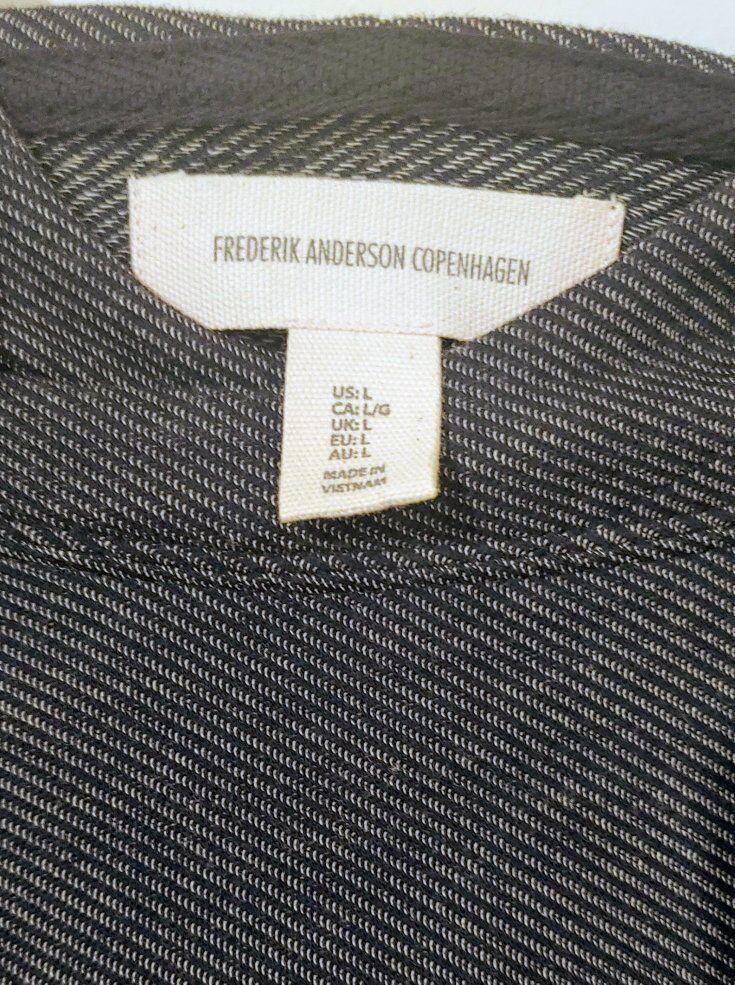 FREDERIK ANDERSON COPENHAGEN
US: L
CA: L/G
UK: L
EU: L
AU: L
MADE IN
VIETNAM